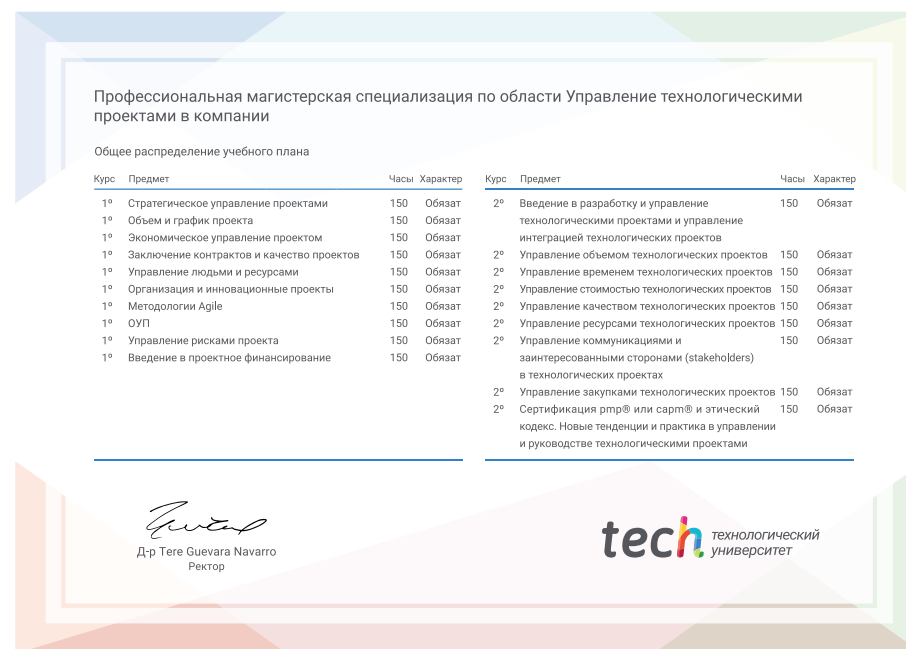 Профессиональная магистерская специализация по области Управление технологическими
проектами в компании
Общее распределение учебного плана
Курс Предмет Часы Характер
1º Стратегическое управление проектами 150 Обязат
1º Объем и график проекта 150 Обязат
1º Экономическое управление проектом 150 Обязат
1º Заключение контрактов и качество проектов 150 Обязат
1º Управление людьми и ресурсами 150 Обязат
1º Организация и инновационные проекты 150 Обязат
1º Методологии Agile 150 Обязат
1º ОУП 150 Обязат
1º Управление рисками проекта 150 Обязат
1º Введение в проектное финансирование 150 Обязат
Курс Предмет Часы Характер
2º Введение в разработку и управление 150 Обязат
технологическими проектами и управление
интеграцией технологических проектов
2º Управление объемом технологических проектов 150 Обязат
2º Управление временем технологических проектов 150 Обязат
2º Управление стоимостью технологических проектов 150 Обязат
2º Управление качеством технологических проектов 150 Обязат
2º Управление ресурсами технологических проектов 150 Обязат
2º Управление коммуникациями и 150 Обязат
заинтересованными сторонами (stakeholders)
в технологических проектах
2º Управление закупками технологических проектов 150 Обязат
2º Сертификация pmp® или capm® и этический 150 Обязат
кодекс. Новые тенденции и практика в управлении
и руководстве технологическими проектами
Д-р Tere Guevara Navarro
Ректор
tech технологический
университет